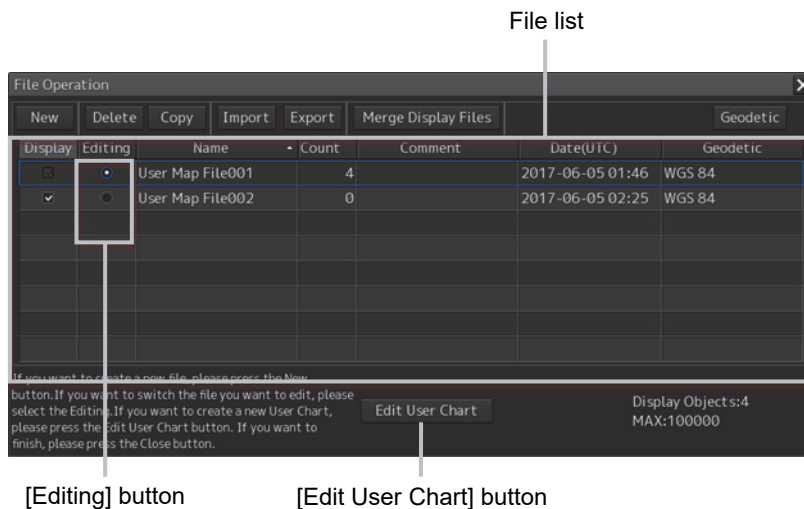 File list
File Operation
New Delete Copy Import Export Merge Display Files Geodetic
Display Editing Name Count Comment Date(UTC) Geodetic
User Map File001 4 2017-06-05 01:46 WGS 84
User Map File002 0 2017-06-05 02:25 WGS 84
If you want to create a new file, please press the New
button.If you want to switch the file you want to edit, please
select the Editing.If you want to create a new User Chart,
please press the Edit User Chart button. If you want to
finish, please press the Close button.
Edit User Chart
Display Objects:4
MAX:100000
[Editing] button
[Edit User Chart] button